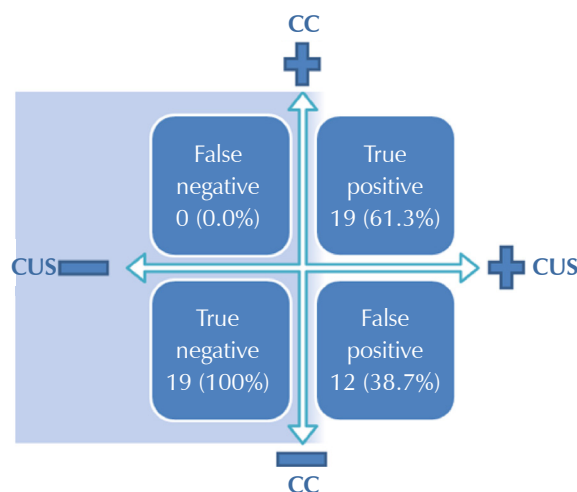 CC
False
negative
0 (0.0%)
True
positive
19 (61.3%)
CUS
CUS
True
negative
19 (100%)
False
positive
12 (38.7%)
CC